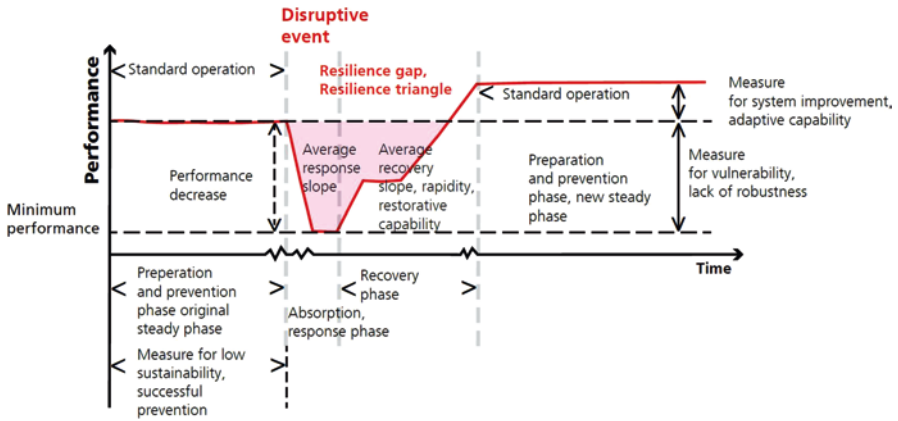 Disruptive
event
Performance
Standard operation
Resilience gap,
Resilience triangle
Standard operation
Measure
for system improvement,
adaptive capability
Performance
decrease
Average
response
slope
Average
recovery
slope, rapidity,
restorative
capability
Preparation
and prevention
phase, new steady
phase
Measure
for vulnerability,
lack of robustness
Minimum
performance
Time
Preperation
and prevention
phase original
steady phase
Recovery
phase
Absorption,
response phase
Measure for low
sustainability,
successful
prevention